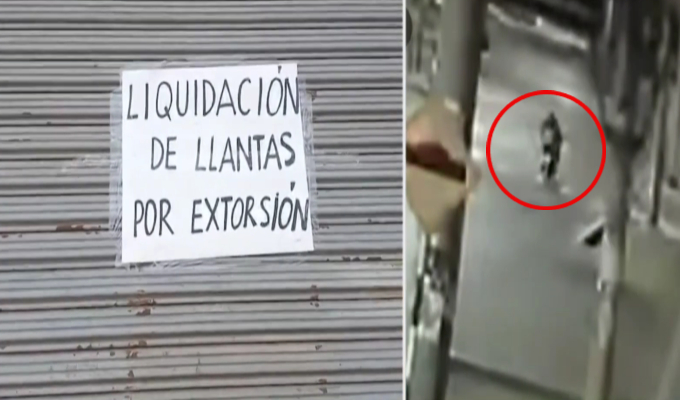 LIQUIDACIÓN
DE LLANTAS
POR EXTORSIÓN